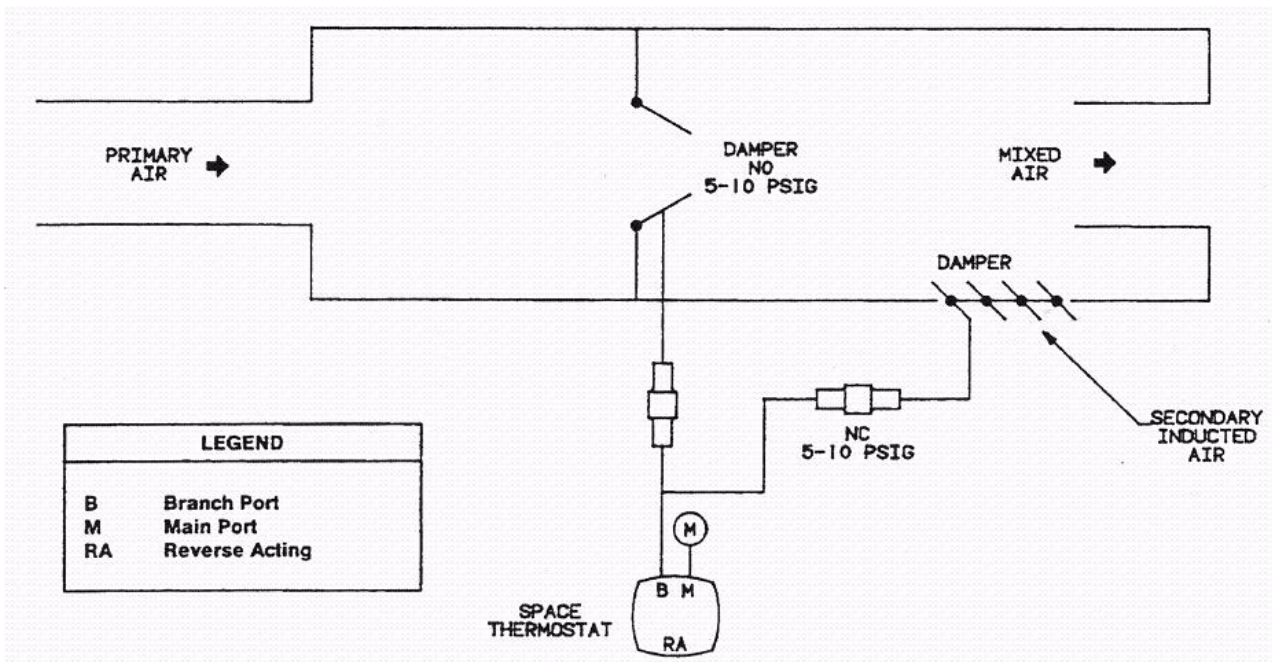 PRIMARY
AIR
DAMPER
NO
5-10 PSIG
MIXED
AIR
DAMPER
NC
5-10 PSIG
SECONDARY
INDUCTED
AIR
LEGEND
B Branch Port
M Main Port
RA Reverse Acting
M
B M
SPACE
THERMOSTAT
RA